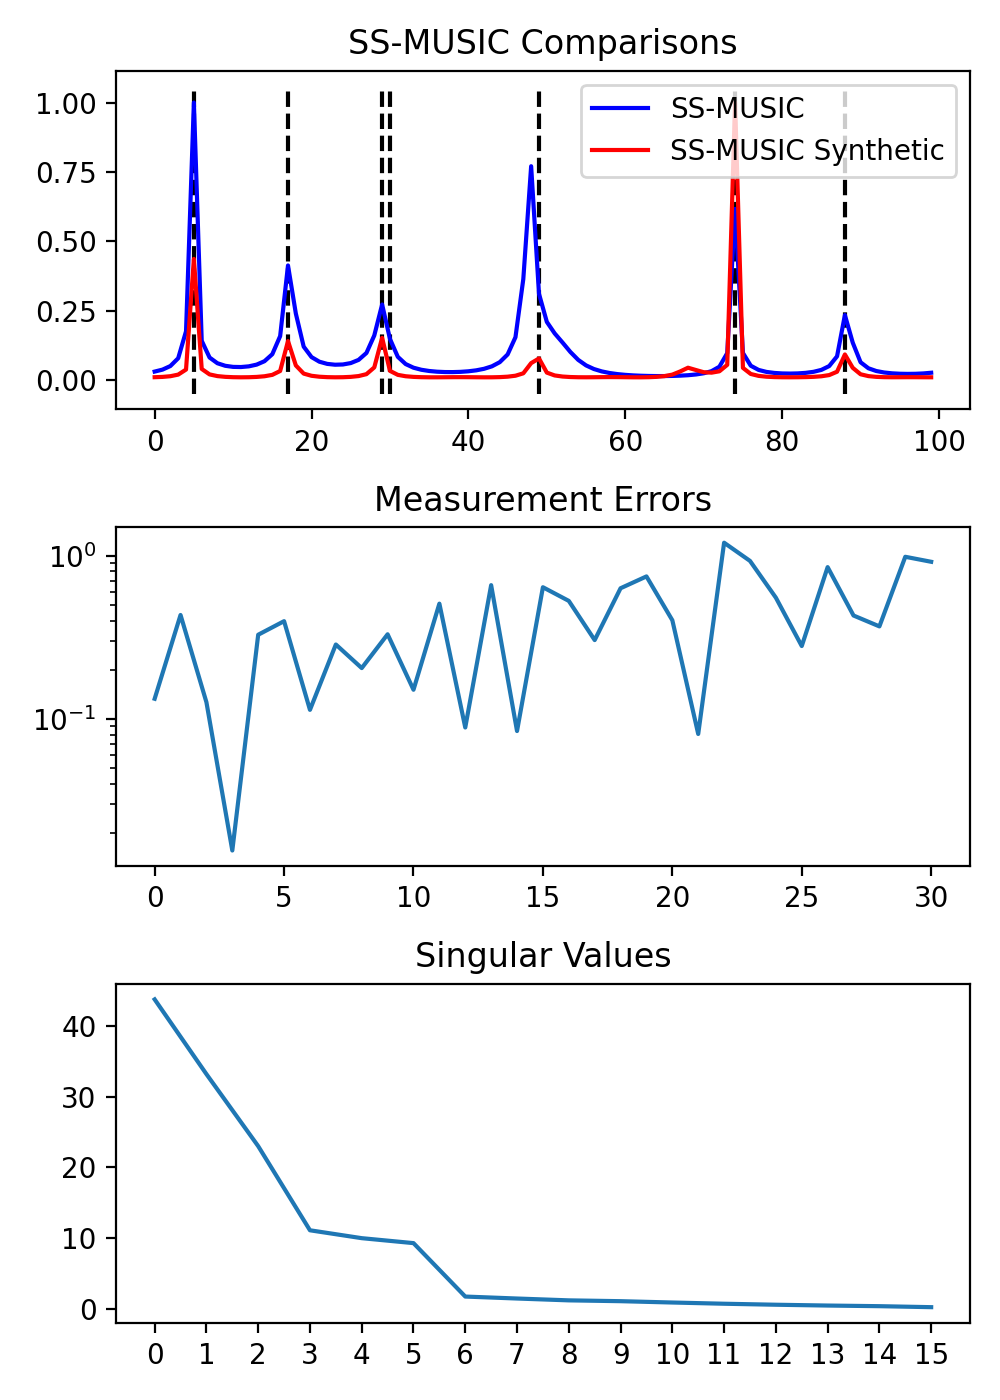 SS-MUSIC Comparisons
1.00
0.75
0.50
0.25
0.00
SS-MUSIC
SS-MUSIC Synthetic
0 20 40 60 80 100
Measurement Errors
10⁰
10⁻¹
0 5 10 15 20 25 30
Singular Values
40
30
20
10
0
0 1 2 3 4 5 6 7 8 9 10 11 12 13 14 15